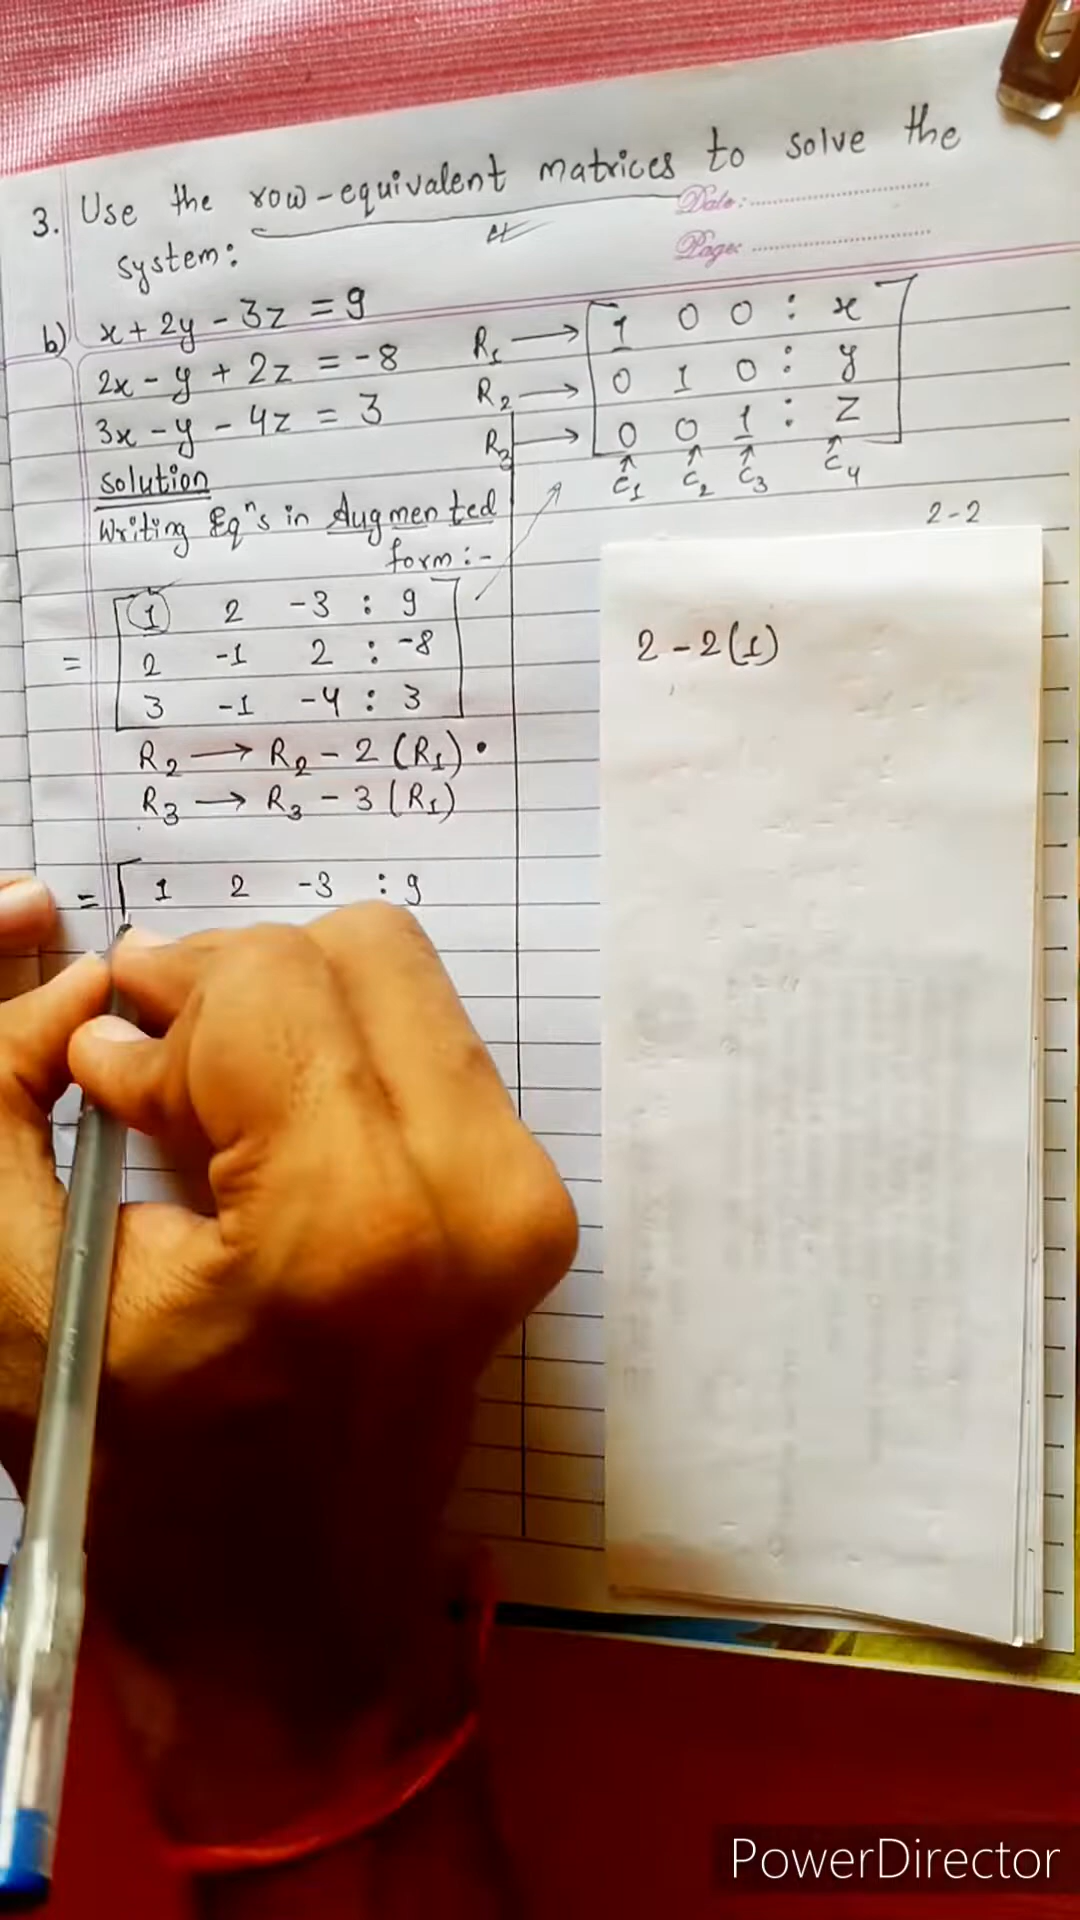 3. Use the row-equivalent matrices to solve the
system:
Date:
Page:
b) x + 2y - 3z = 9
2x - y + 2z = -8
3x - y - 4z = 3
R₁ → [ 1 0 0 : x
R₂ → 0 1 0 : y
R₃ → 0 0 1 : z ]
C₁ C₂ C₃ C₄
solution
Writing Eqⁿs in Augmented
form :-
2-2
[ 1 2 -3 : 9
= 2 -1 2 : -8
3 -1 -4 : 3 ]
R₂ → R₂ - 2 (R₁) •
R₃ → R₃ - 3 (R₁)
= [ 1 2 -3 : 9
2 - 2(1)
PowerDirector